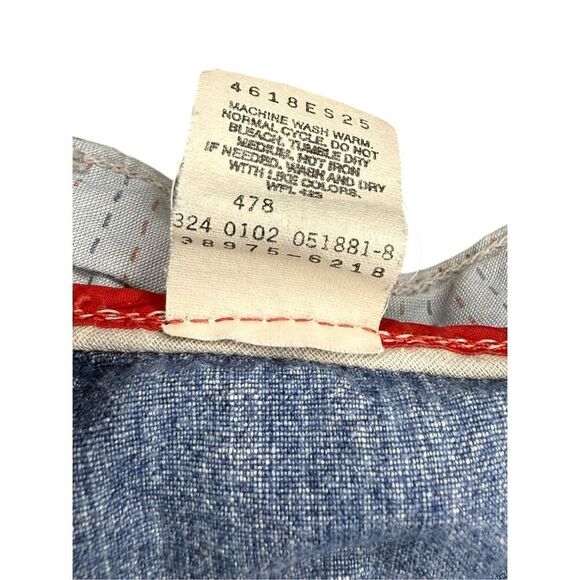 4618ES25
MACHINE WASH WARM.
NORMAL CYCLE. DO NOT
BLEACH. TUMBLE DRY
MEDIUM. HOT IRON
IF NEEDED. WASH AND DRY
WITH LIKE COLORS.
WPL 423
478
324 0102 051881-8
38975-6218